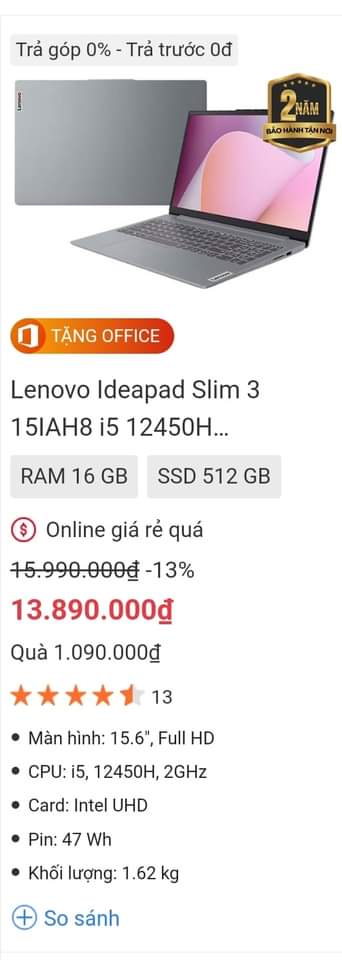 Trả góp 0% - Trả trước 0đ
Lenovo
2 NĂM
BẢO HÀNH TẬN NƠI
TẶNG OFFICE
Lenovo Ideapad Slim 3
15IAH8 i5 12450H...
RAM 16 GB SSD 512 GB
Online giá rẻ quá
15.990.000₫ -13%
13.890.000₫
Quà 1.090.000₫
13
Màn hình: 15.6", Full HD
CPU: i5, 12450H, 2GHz
Card: Intel UHD
Pin: 47 Wh
Khối lượng: 1.62 kg
So sánh